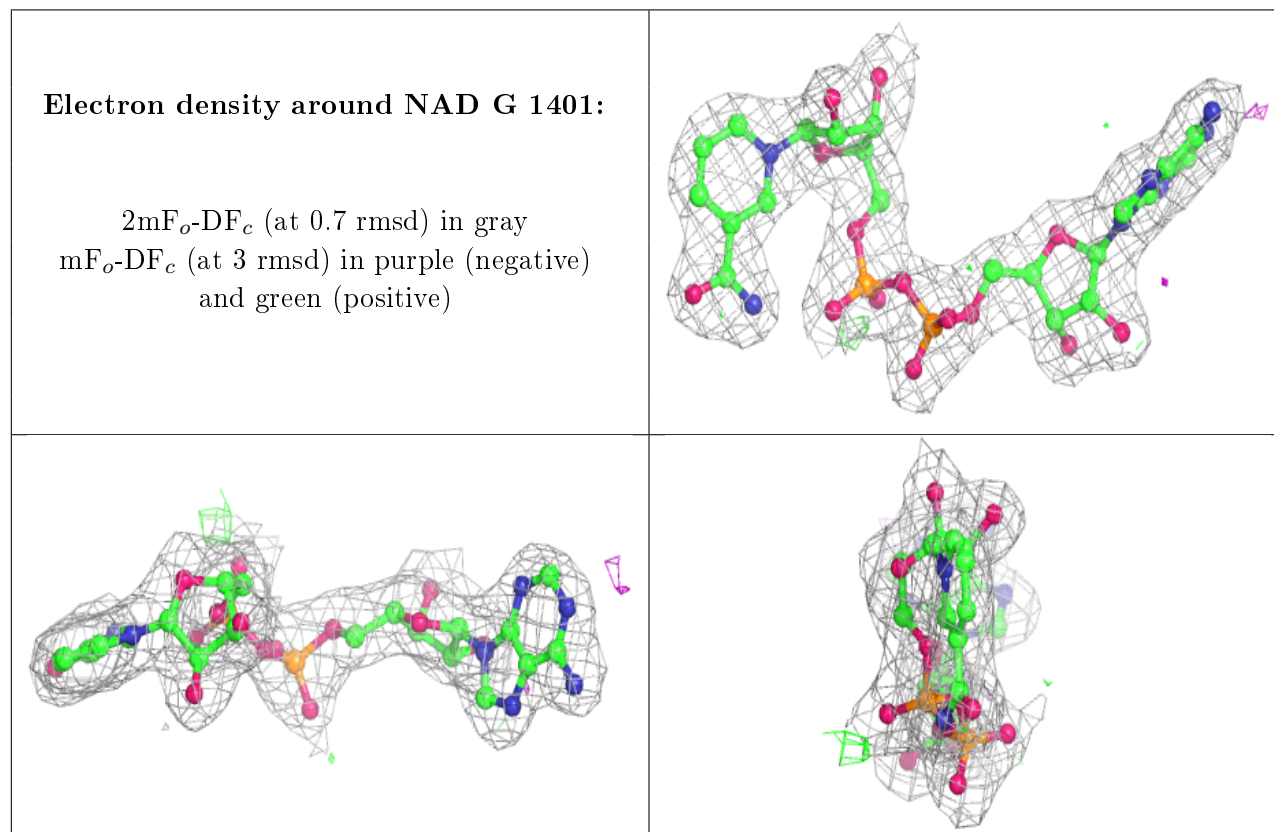 Electron density around NAD G 1401:
2mFₒ-DF𝒸 (at 0.7 rmsd) in gray
mFₒ-DF𝒸 (at 3 rmsd) in purple (negative)
and green (positive)